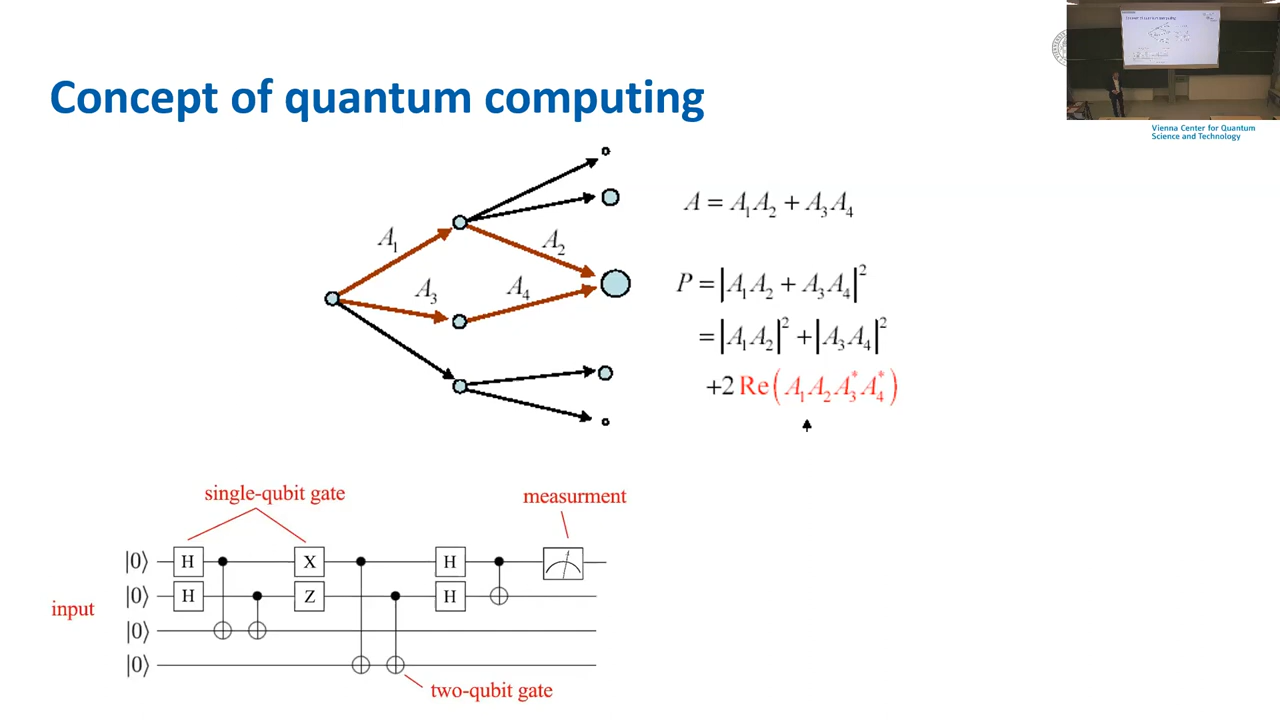 Concept of quantum computing
Vienna Center for Quantum
Science and Technology
A₁
A₂
A₃
A₄
A = A₁A₂ + A₃A₄
P = |A₁A₂ + A₃A₄|²
= |A₁A₂|² + |A₃A₄|²
+2 Re(A₁A₂A₃*A₄*)
single-qubit gate
measurment
input
|0⟩ H X H
|0⟩ H Z H
|0⟩
|0⟩
two-qubit gate